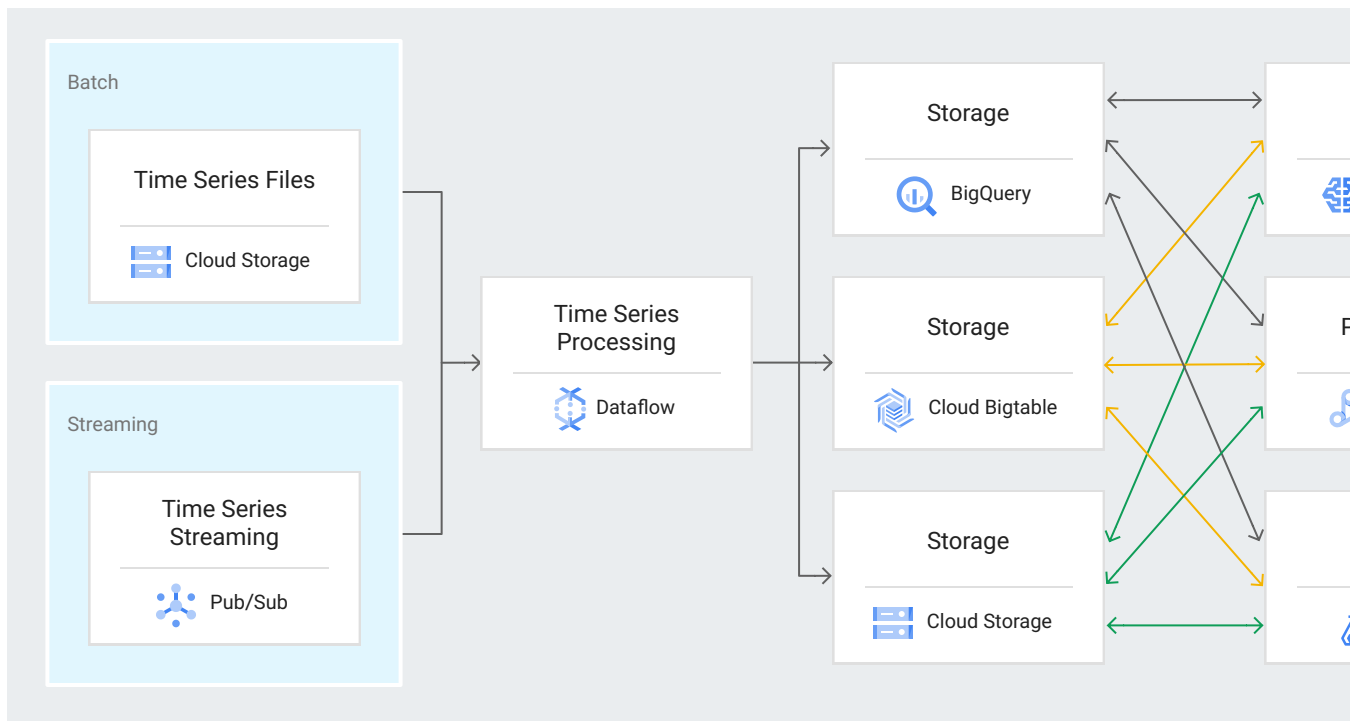 Batch
Time Series Files
Cloud Storage
Streaming
Time Series
Streaming
Pub/Sub
Time Series
Processing
Dataflow
Storage
BigQuery
Storage
Cloud Bigtable
Storage
Cloud Storage